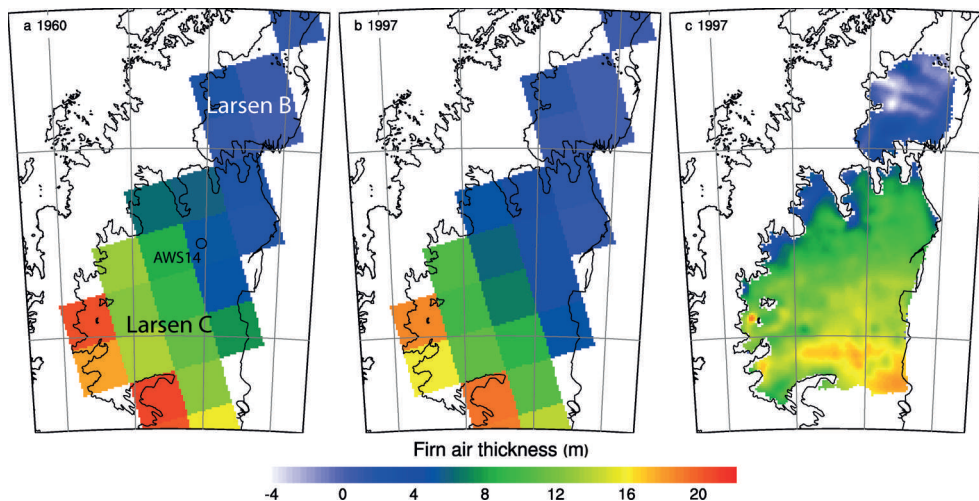 a 1960
b 1997
c 1997
Larsen B
AWS14
Larsen C
Firn air thickness (m)
-4 0 4 8 12 16 20